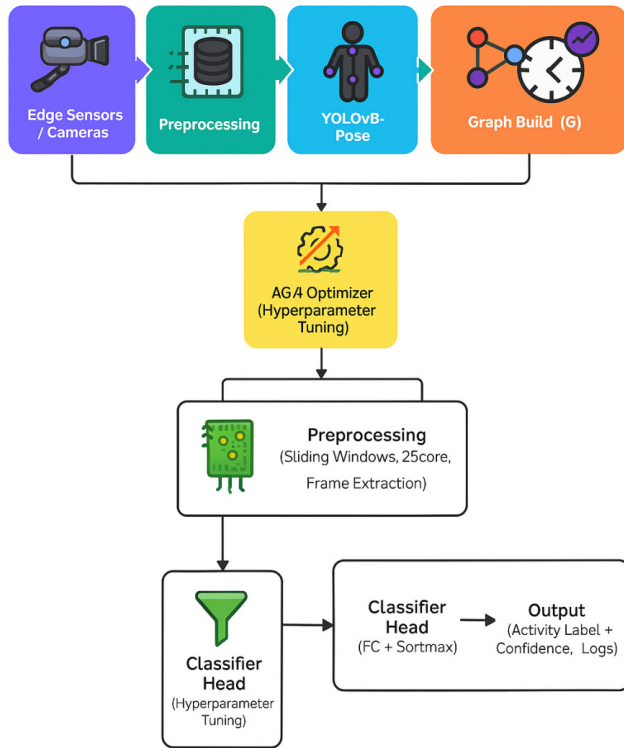 Edge Sensors
/ Cameras
Preprocessing
YOLOvB-
Pose
Graph Build (G)
AG/4 Optimizer
(Hyperparameter
Tuning)
Preprocessing
(Sliding Windows, 25core,
Frame Extraction)
Classifier
Head
(Hyperparameter
Tuning)
Classifier
Head
(FC + Sortmax)
Output
(Activity Label +
Confidence, Logs)